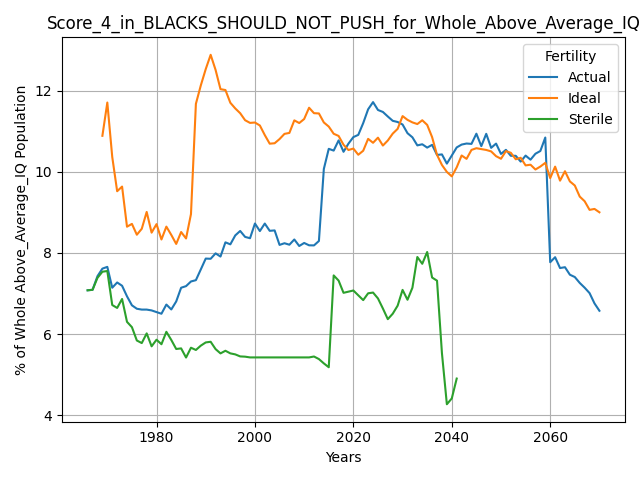 Score_4_in_BLACKS_SHOULD_NOT_PUSH_for_Whole_Above_Average_IQ
% of Whole Above_Average_IQ Population
12
10
8
6
4
Fertility
Actual
Ideal
Sterile
1980
2000
2020
2040
2060
Years